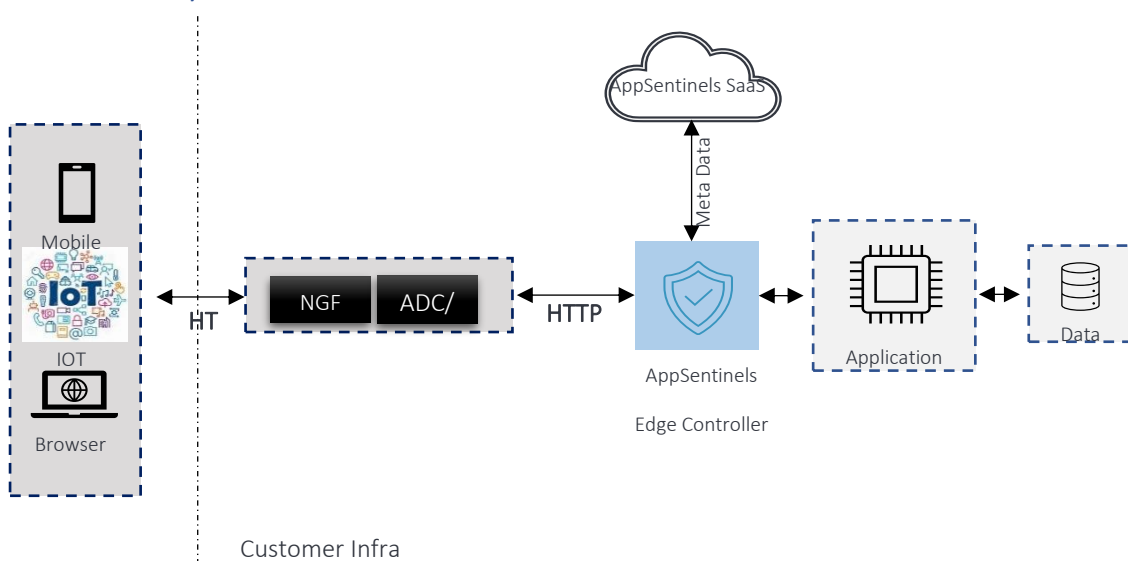 AppSentinels SaaS
Meta Data
Mobile
IoT
IOT
Browser
HT
NGF
ADC/
HTTP
AppSentinels
Edge Controller
Application
Data
Customer Infra